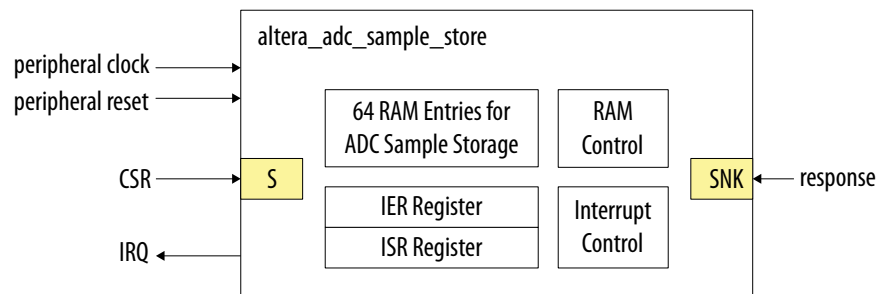 altera_adc_sample_store
peripheral clock
peripheral reset
64 RAM Entries for
ADC Sample Storage
RAM
Control
CSR
S
SNK
response
IER Register
ISR Register
Interrupt
Control
IRQ